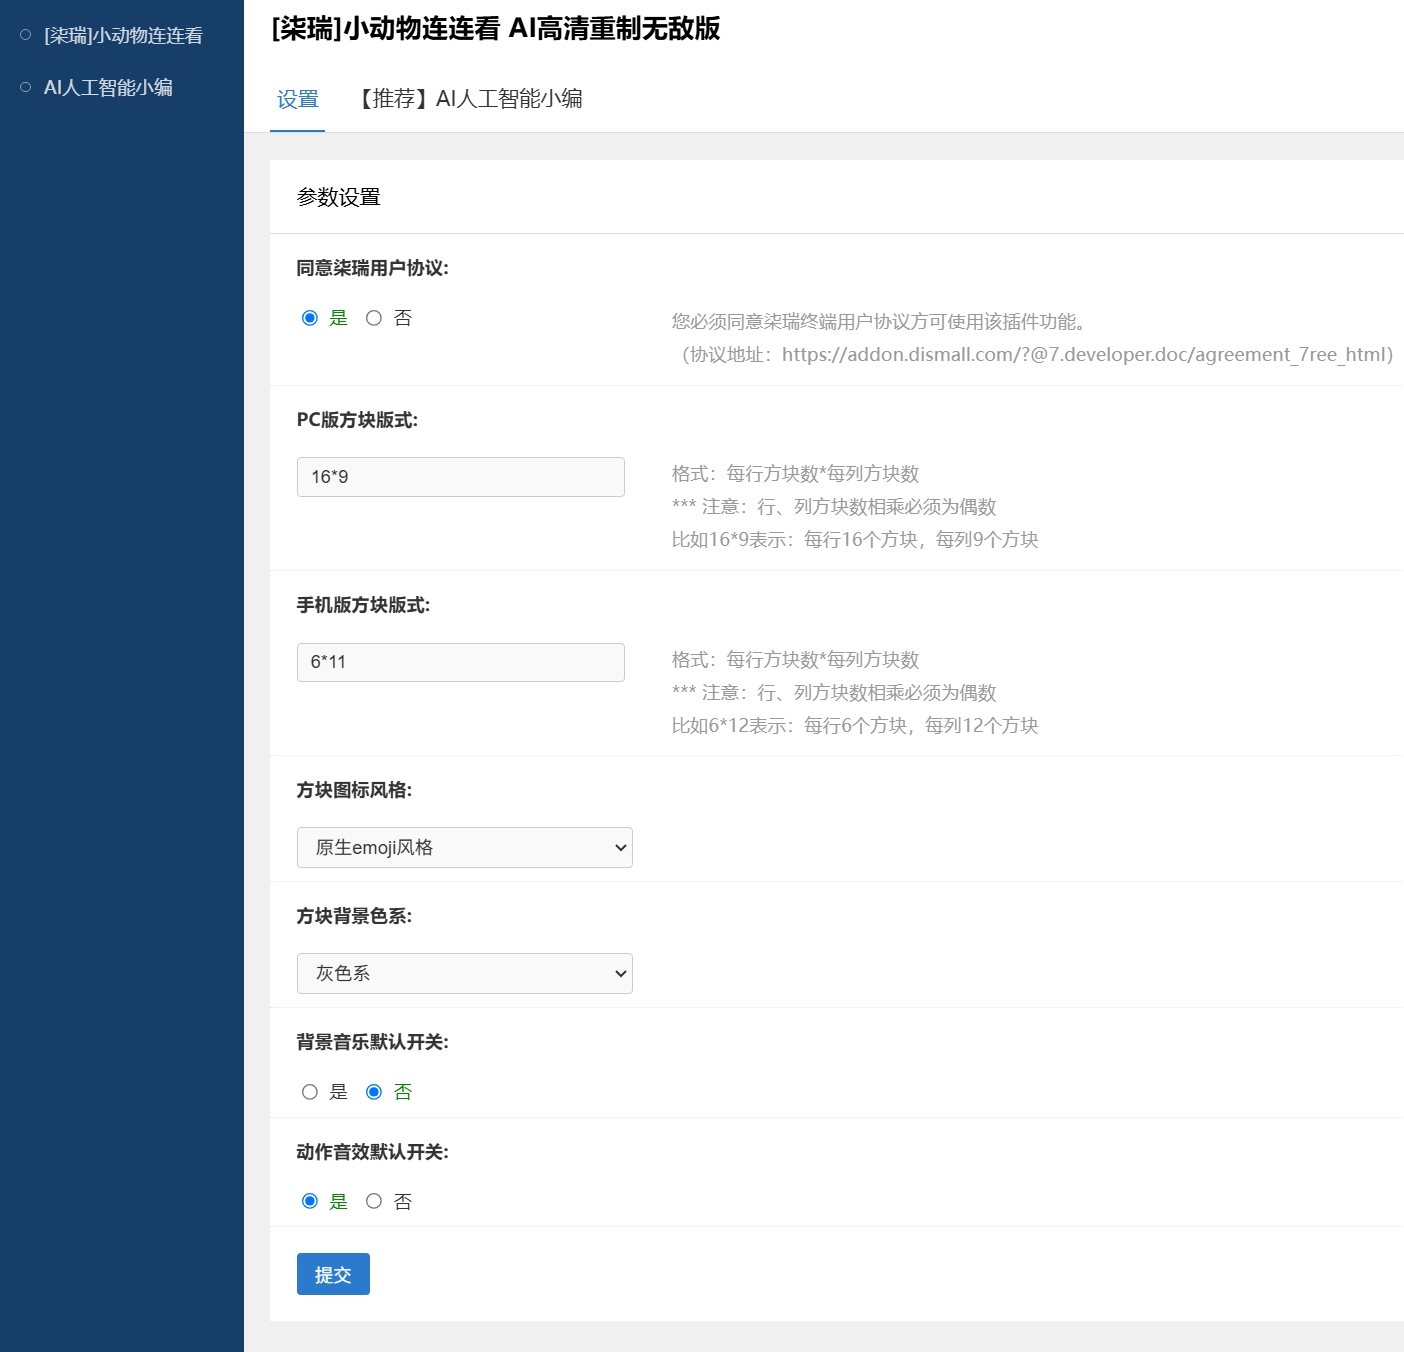 [柒瑞]小动物连连看
AI人工智能小编
[柒瑞]小动物连连看 AI高清重制无敌版
设置
【推荐】AI人工智能小编
参数设置
同意柒瑞用户协议:
是 否
您必须同意柒瑞终端用户协议方可使用该插件功能。
（协议地址：https://addon.dismall.com/?@7.developer.doc/agreement_7ree_html）
PC版方块版式:
16*9
格式：每行方块数*每列方块数
*** 注意：行、列方块数相乘必须为偶数
比如16*9表示：每行16个方块，每列9个方块
手机版方块版式:
6*11
格式：每行方块数*每列方块数
*** 注意：行、列方块数相乘必须为偶数
比如6*12表示：每行6个方块，每列12个方块
方块图标风格:
原生emoji风格
方块背景色系:
灰色系
背景音乐默认开关:
是 否
动作音效默认开关:
是 否
提交